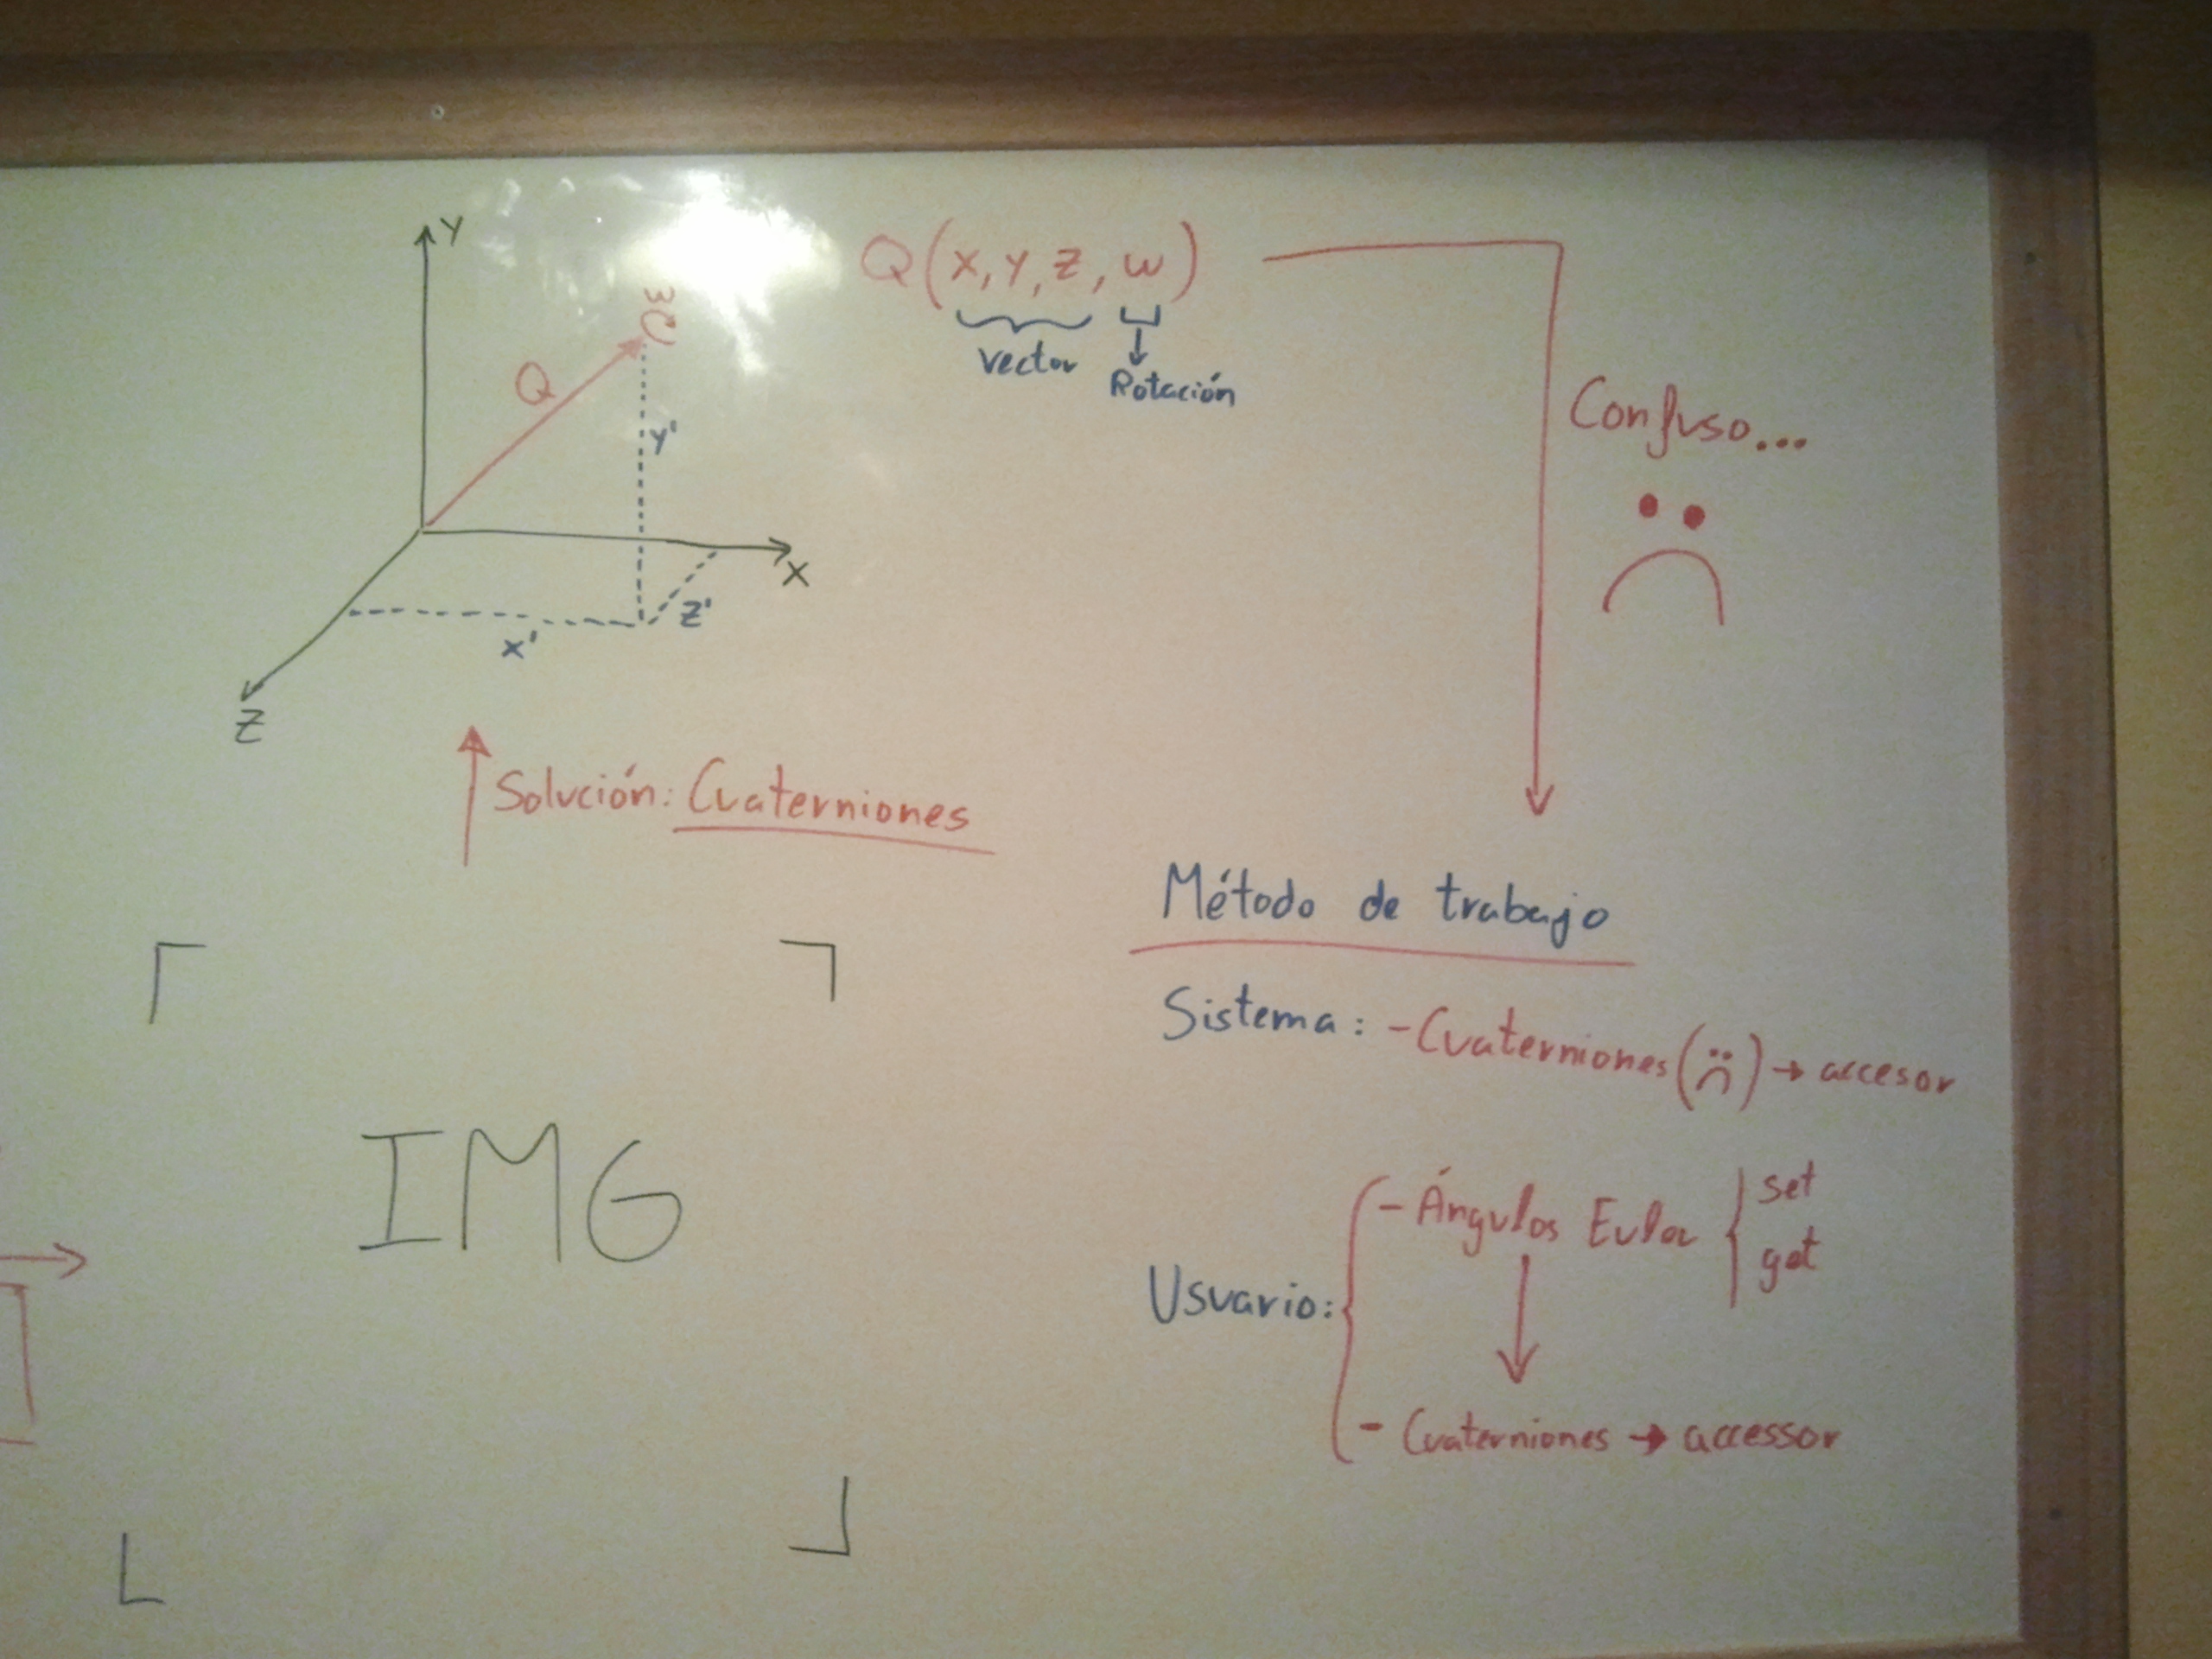 Y
Q(x, y, z, w)
vector
Rotación
ω
Q
y'
Confuso...
X
z'
x'
Z
Solución: Cuaterniones
Método de trabajo
Sistema: - Cuaterniones ( ) → accesor
IMG
Usuario:
- Ángulos Euler
set
get
- Cuaterniones → accessor